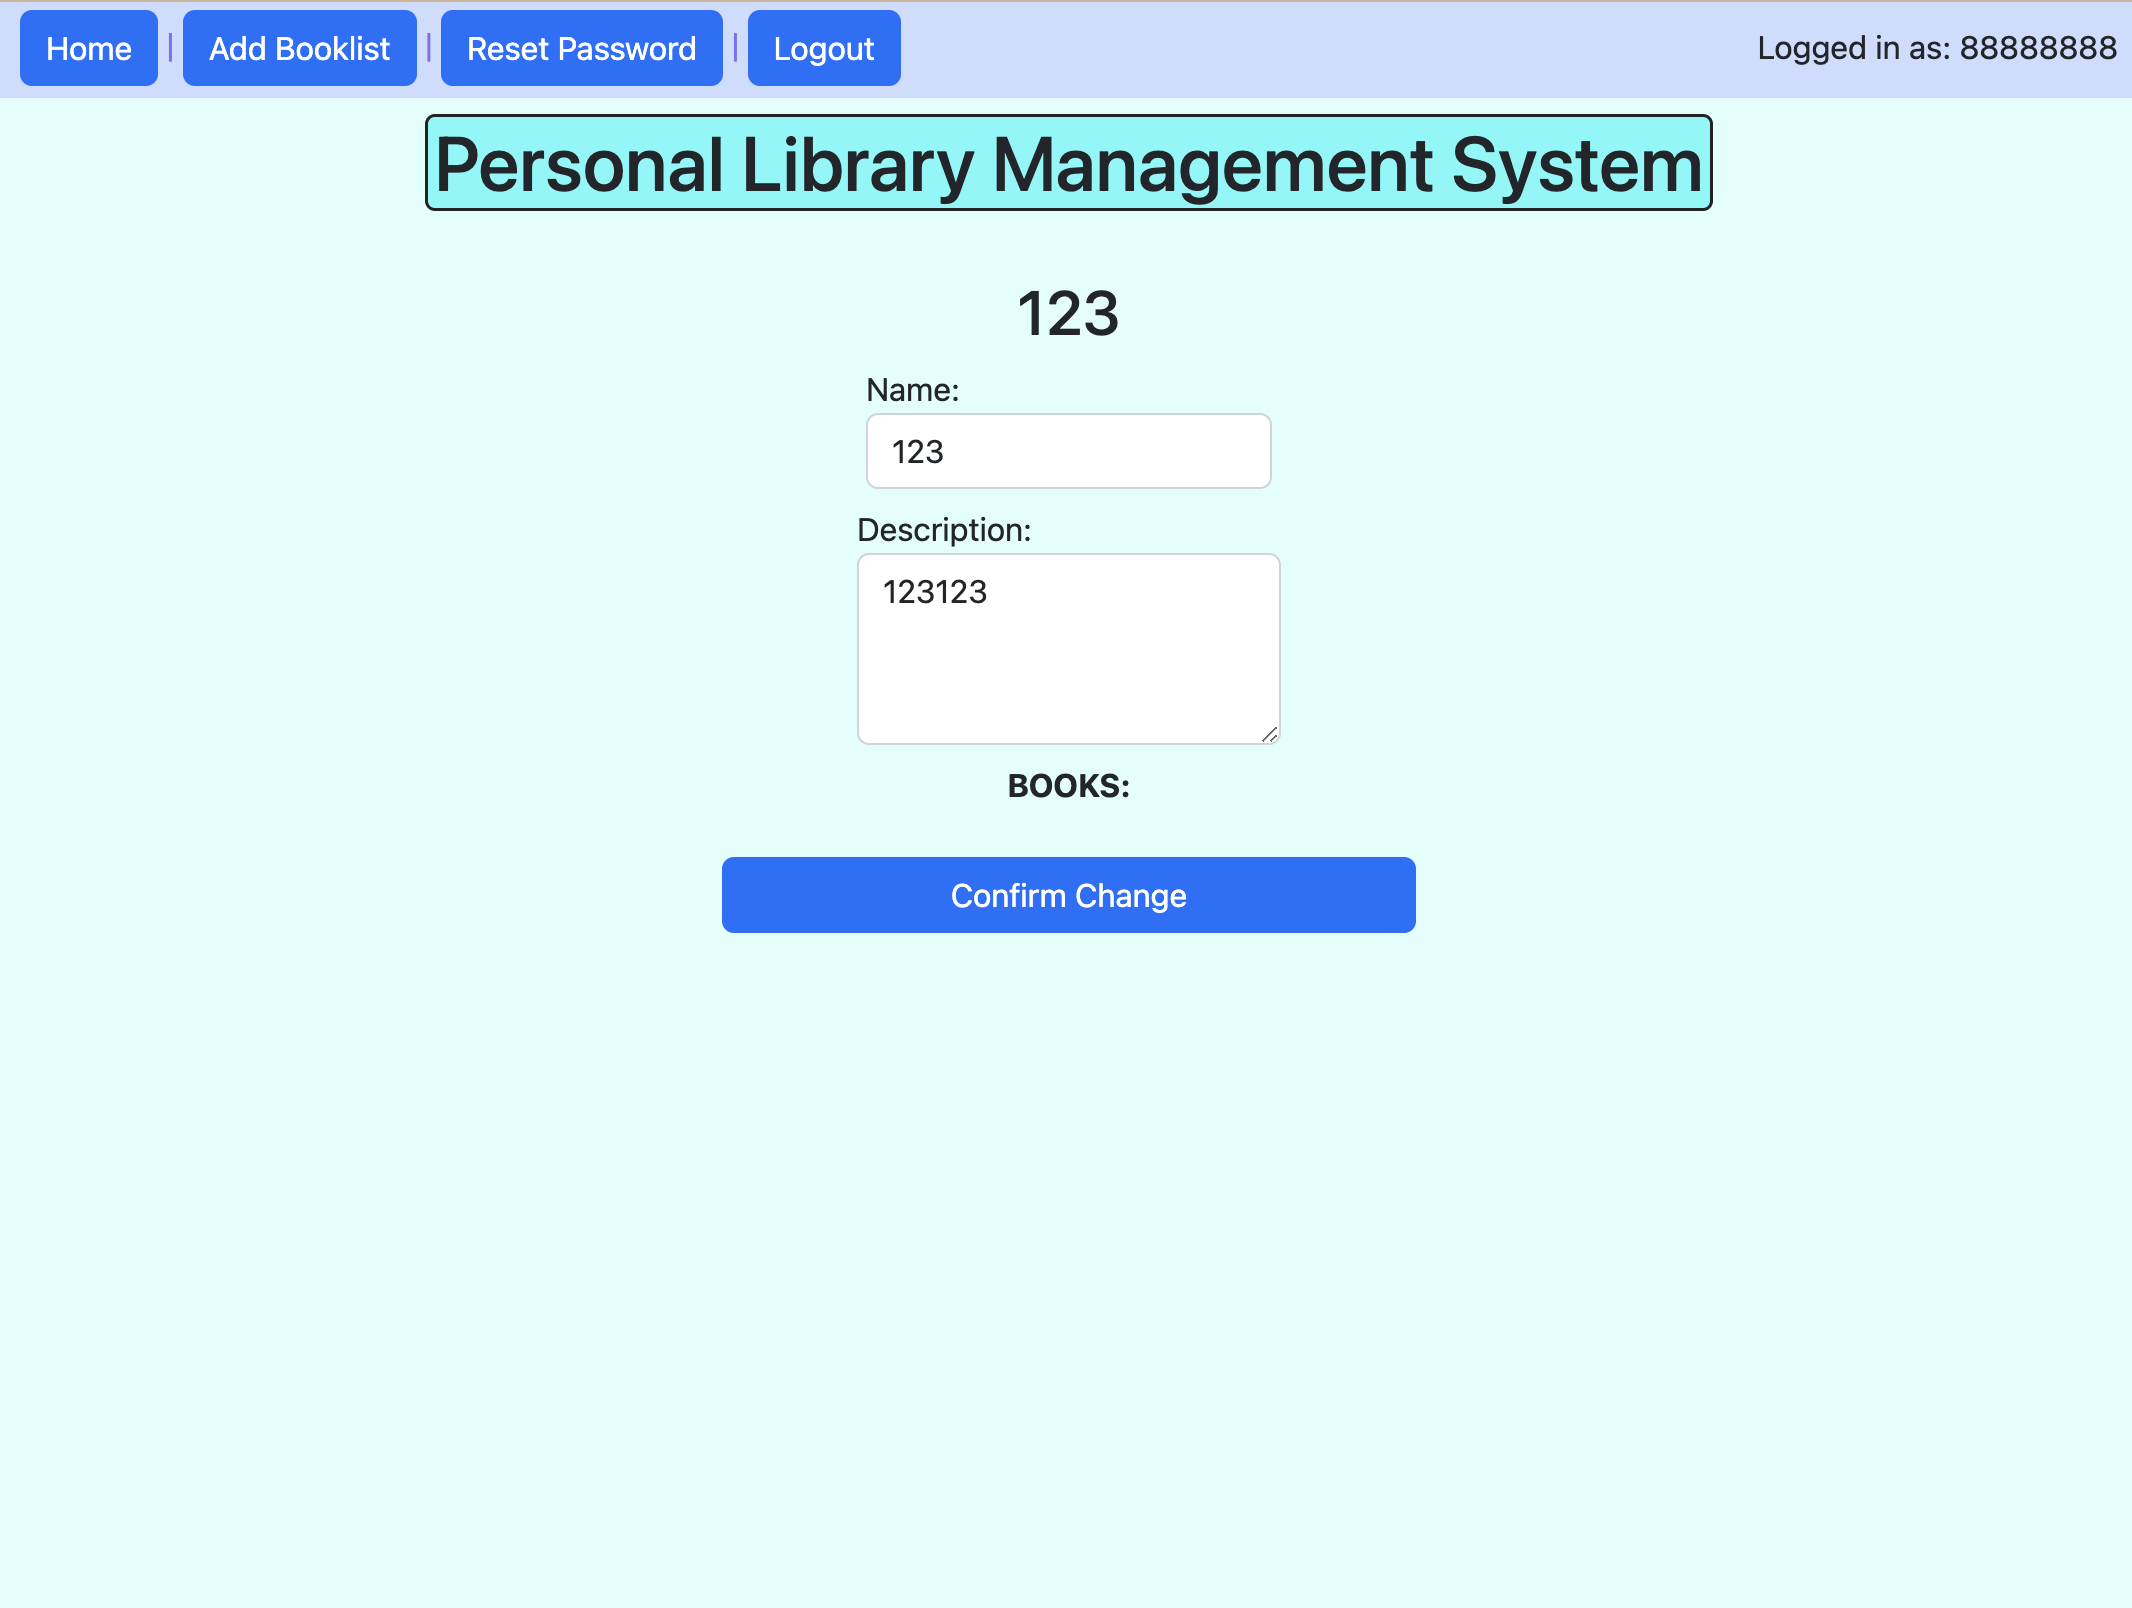 Home | Add Booklist | Reset Password | Logout Logged in as: 88888888
Personal Library Management System
123
Name:
123
Description:
123123
BOOKS:
Confirm Change